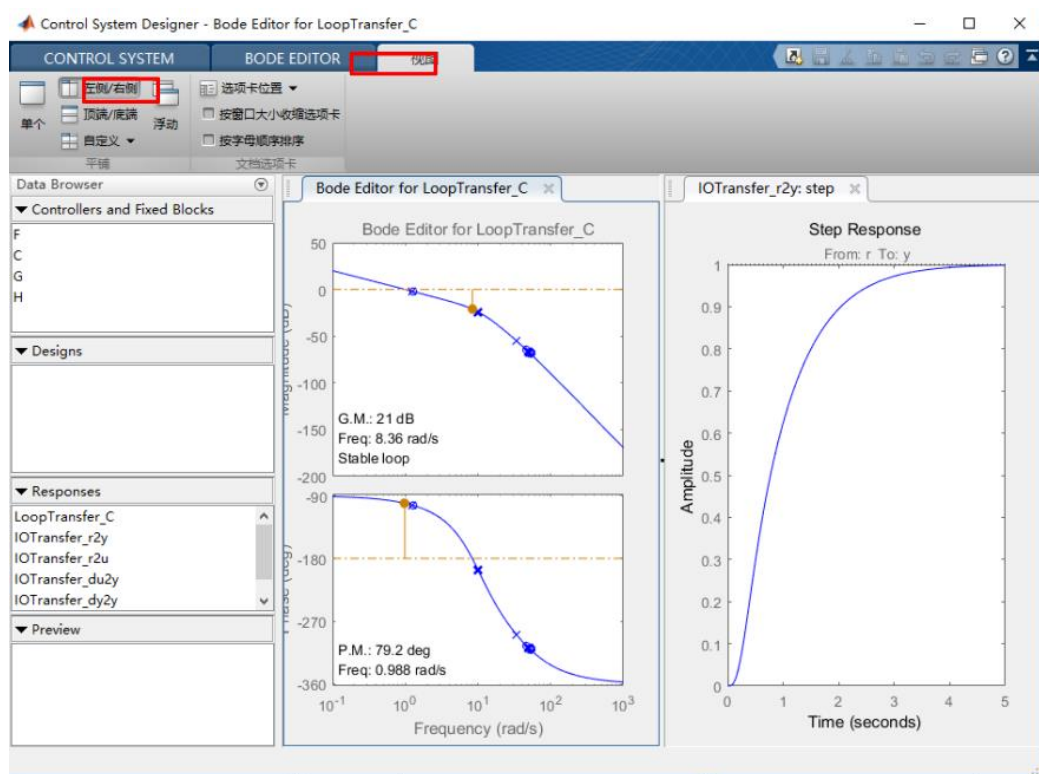 Control System Designer - Bode Editor for LoopTransfer_C
CONTROL SYSTEM
BODE EDITOR
视图
单个
左侧/右侧
顶端/底端
自定义
浮动
平铺
选项卡位置
按窗口大小收缩选项卡
按字母顺序排序
文档选项卡
Data Browser
Controllers and Fixed Blocks
F
C
G
H
Designs
Responses
LoopTransfer_C
IOTransfer_r2y
IOTransfer_r2u
IOTransfer_du2y
IOTransfer_dy2y
Preview
Bode Editor for LoopTransfer_C
Bode Editor for LoopTransfer_C
Magnitude (dB)
50
0
-50
-100
-150
-200
G.M.: 21 dB
Freq: 8.36 rad/s
Stable loop
Phase (deg)
-90
-180
-270
-360
P.M.: 79.2 deg
Freq: 0.988 rad/s
10^-1 10^0 10^1 10^2 10^3
Frequency (rad/s)
IOTransfer_r2y: step
Step Response
From: r To: y
Amplitude
1
0.9
0.8
0.7
0.6
0.5
0.4
0.3
0.2
0.1
0
0 1 2 3 4 5
Time (seconds)